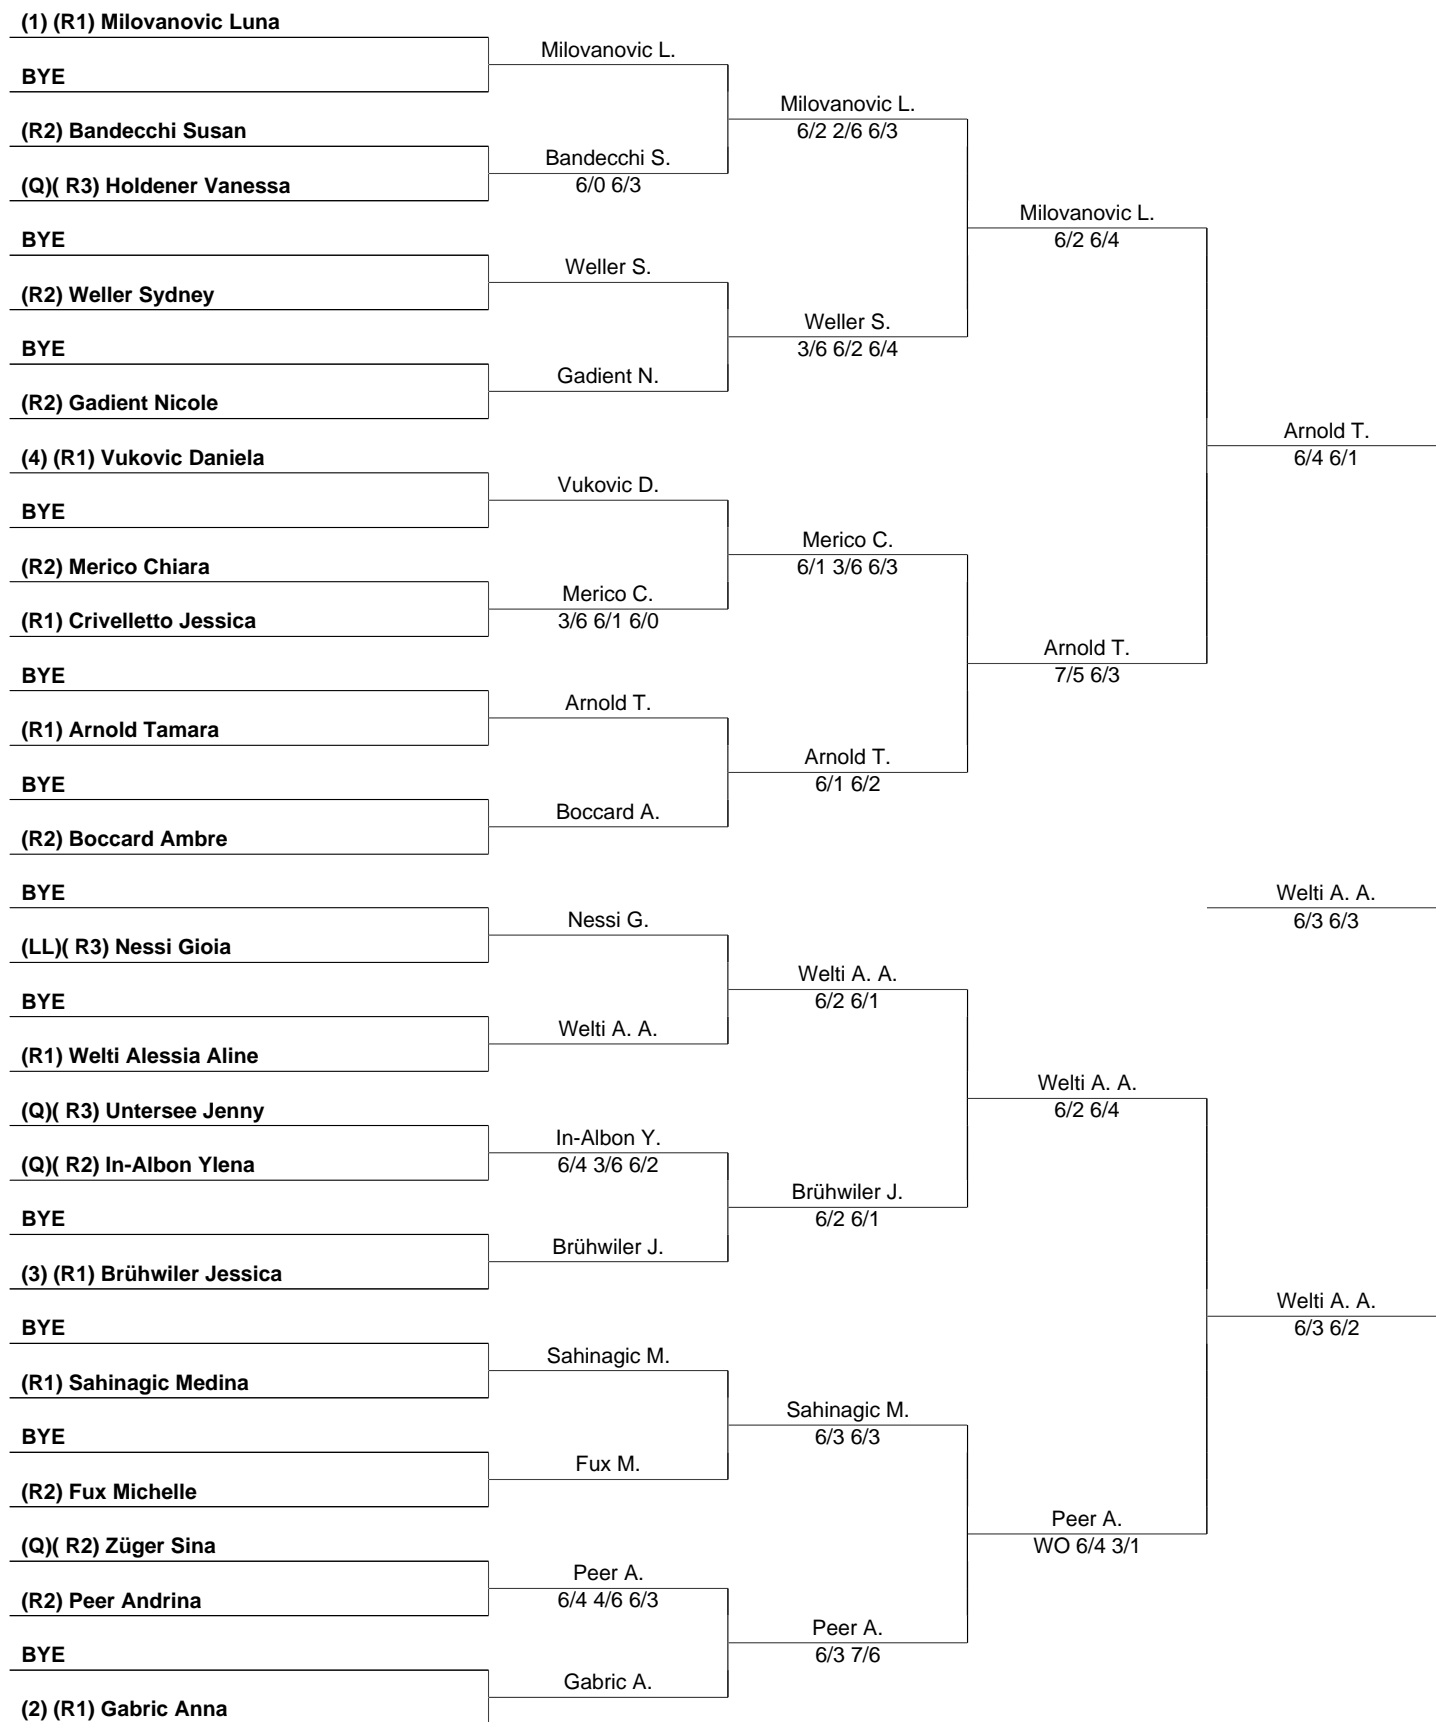 (1) (R1) Milovanovic Luna
Milovanovic L.
BYE
Milovanovic L.
(R2) Bandecchi Susan
6/2 2/6 6/3
Bandecchi S.
(Q)( R3) Holdener Vanessa
6/0 6/3
Milovanovic L.
BYE
6/2 6/4
Weller S.
(R2) Weller Sydney
Weller S.
BYE
3/6 6/2 6/4
Gadient N.
(R2) Gadient Nicole
Arnold T.
(4) (R1) Vukovic Daniela
6/4 6/1
Vukovic D.
BYE
Merico C.
(R2) Merico Chiara
6/1 3/6 6/3
Merico C.
(R1) Crivelletto Jessica
3/6 6/1 6/0
Arnold T.
BYE
7/5 6/3
Arnold T.
(R1) Arnold Tamara
Arnold T.
BYE
6/1 6/2
Boccard A.
(R2) Boccard Ambre
BYE
Welti A. A.
Nessi G.
6/3 6/3
(LL)( R3) Nessi Gioia
Welti A. A.
BYE
6/2 6/1
Welti A. A.
(R1) Welti Alessia Aline
Welti A. A.
(Q)( R3) Untersee Jenny
6/2 6/4
In-Albon Y.
(Q)( R2) In-Albon Ylena
6/4 3/6 6/2
Brühwiler J.
BYE
6/2 6/1
Brühwiler J.
(3) (R1) Brühwiler Jessica
Welti A. A.
BYE
6/3 6/2
Sahinagic M.
(R1) Sahinagic Medina
Sahinagic M.
BYE
6/3 6/3
Fux M.
(R2) Fux Michelle
Peer A.
(Q)( R2) Züger Sina
WO 6/4 3/1
Peer A.
(R2) Peer Andrina
6/4 4/6 6/3
Peer A.
BYE
6/3 7/6
Gabric A.
(2) (R1) Gabric Anna